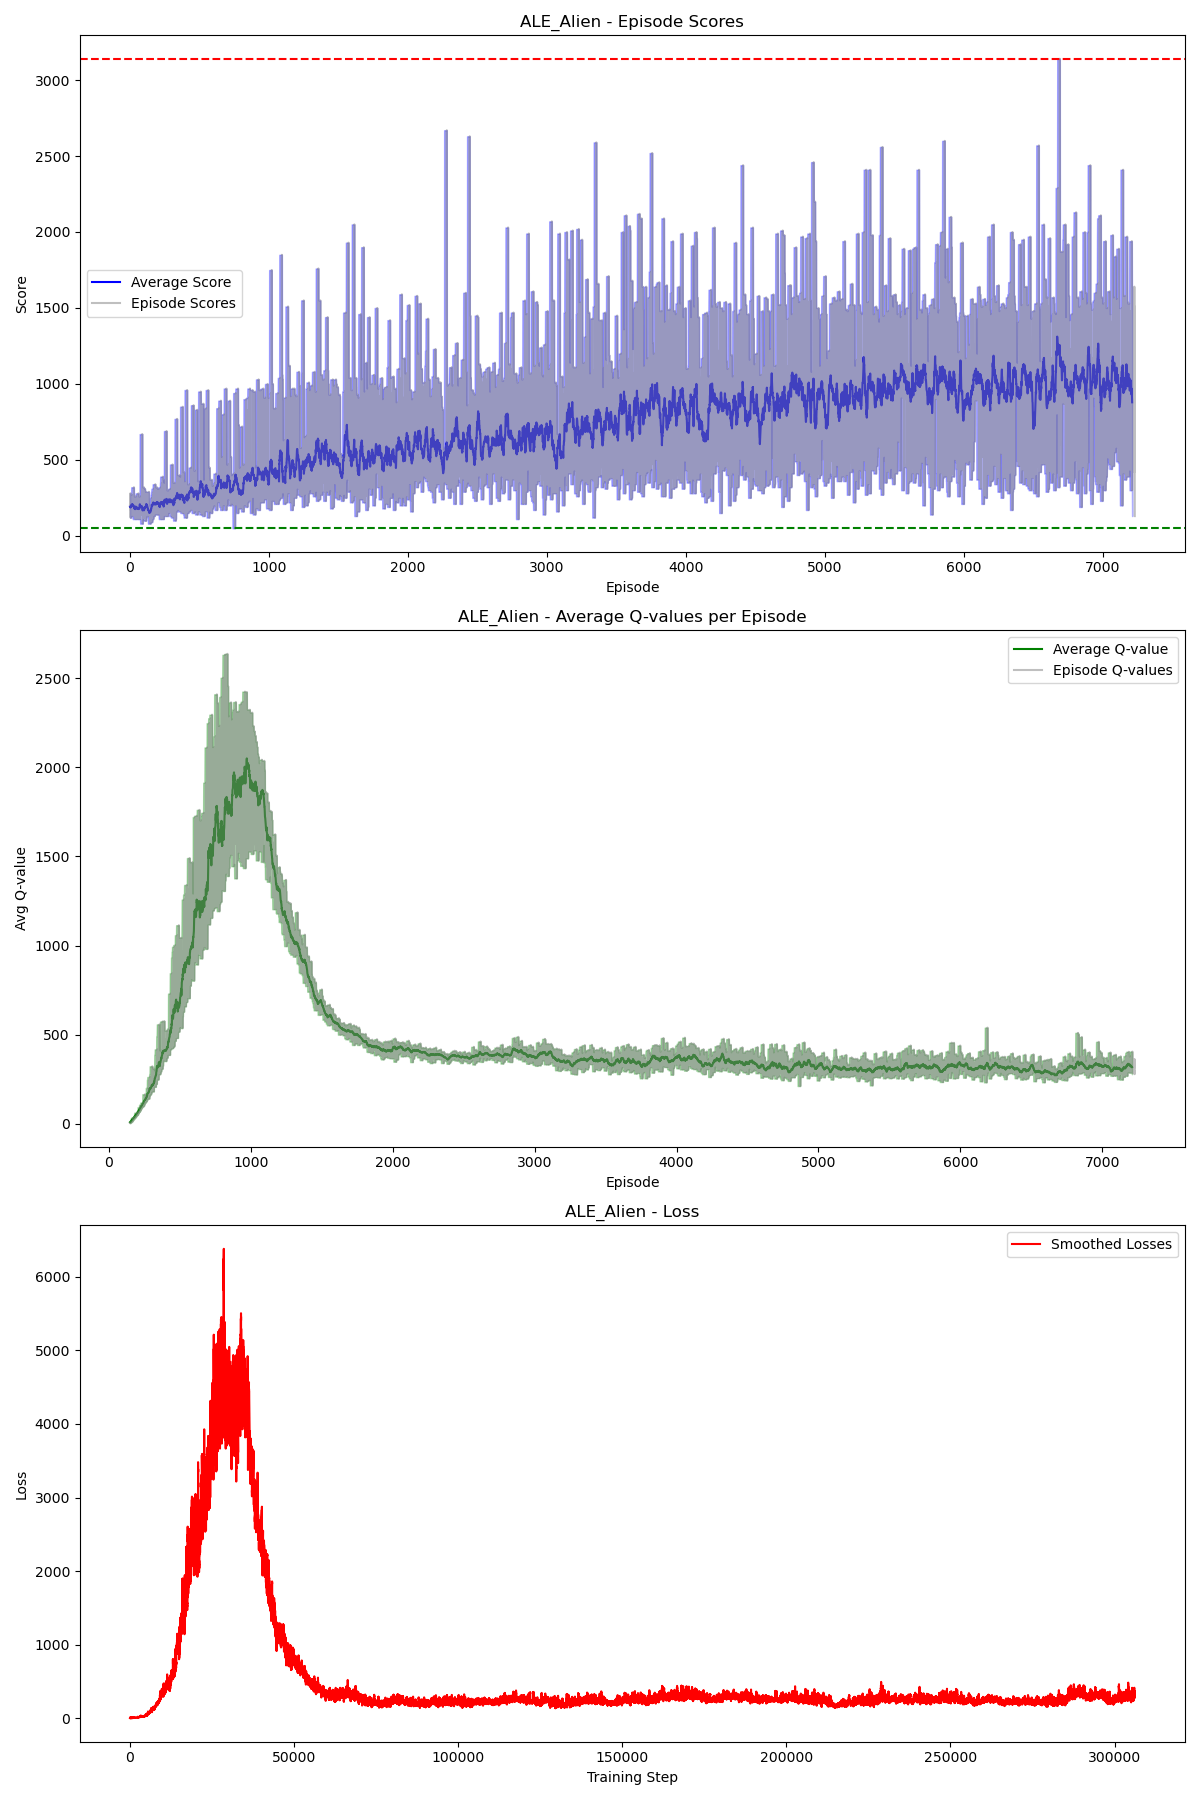 ALE_Alien - Episode Scores
3000
2500
2000
1500
1000
500
0
Score
Average Score
Episode Scores
0 1000 2000 3000 4000 5000 6000 7000
Episode
ALE_Alien - Average Q-values per Episode
2500
2000
1500
1000
500
0
Avg Q-value
Average Q-value
Episode Q-values
0 1000 2000 3000 4000 5000 6000 7000
Episode
ALE_Alien - Loss
6000
5000
4000
3000
2000
1000
0
Loss
Smoothed Losses
0 50000 100000 150000 200000 250000 300000
Training Step